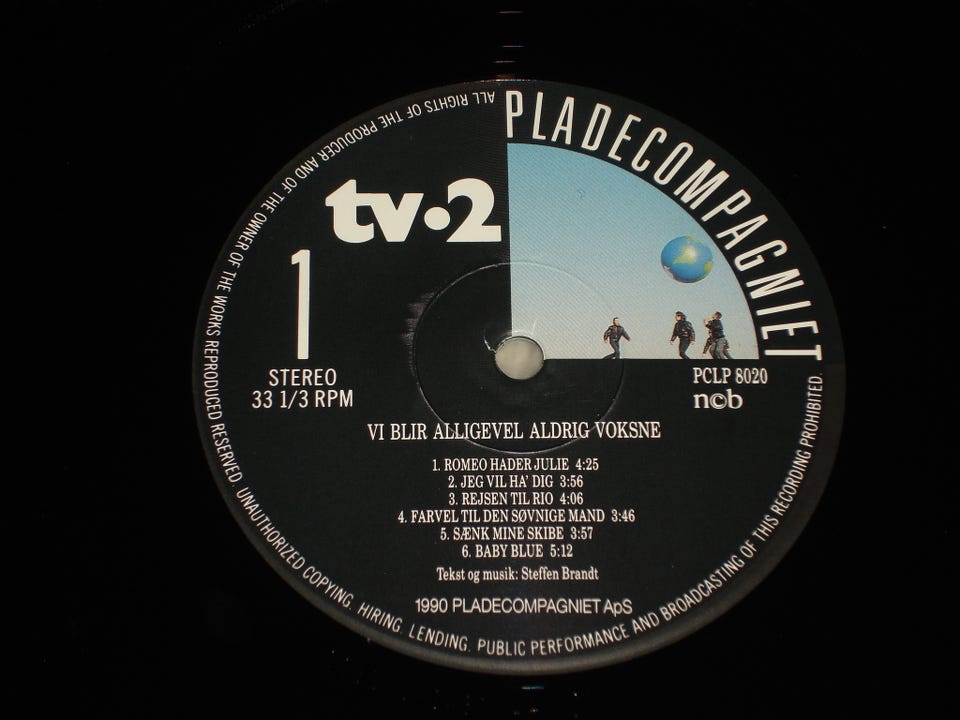 PLADECOMPAGNIET
tv·2
1
STEREO
33 1/3 RPM
PCLP 8020
n©b
VI BLIR ALLIGEVEL ALDRIG VOKSNE
1. ROMEO HADER JULIE 4:25
2. JEG VIL HA' DIG 3:56
3. REJSEN TIL RIO 4:06
4. FARVEL TIL DEN SØVNIGE MAND 3:46
5. SÆNK MINE SKIBE 3:57
6. BABY BLUE 5:12
Tekst og musik: Steffen Brandt
1990 PLADECOMPAGNIET ApS
ALL RIGHTS OF THE PRODUCER AND OF THE OWNER OF THE WORKS REPRODUCED RESERVED. UNAUTHORIZED COPYING. HIRING. LENDING. PUBLIC PERFORMANCE AND BROADCASTING OF THIS RECORDING PROHIBITED.